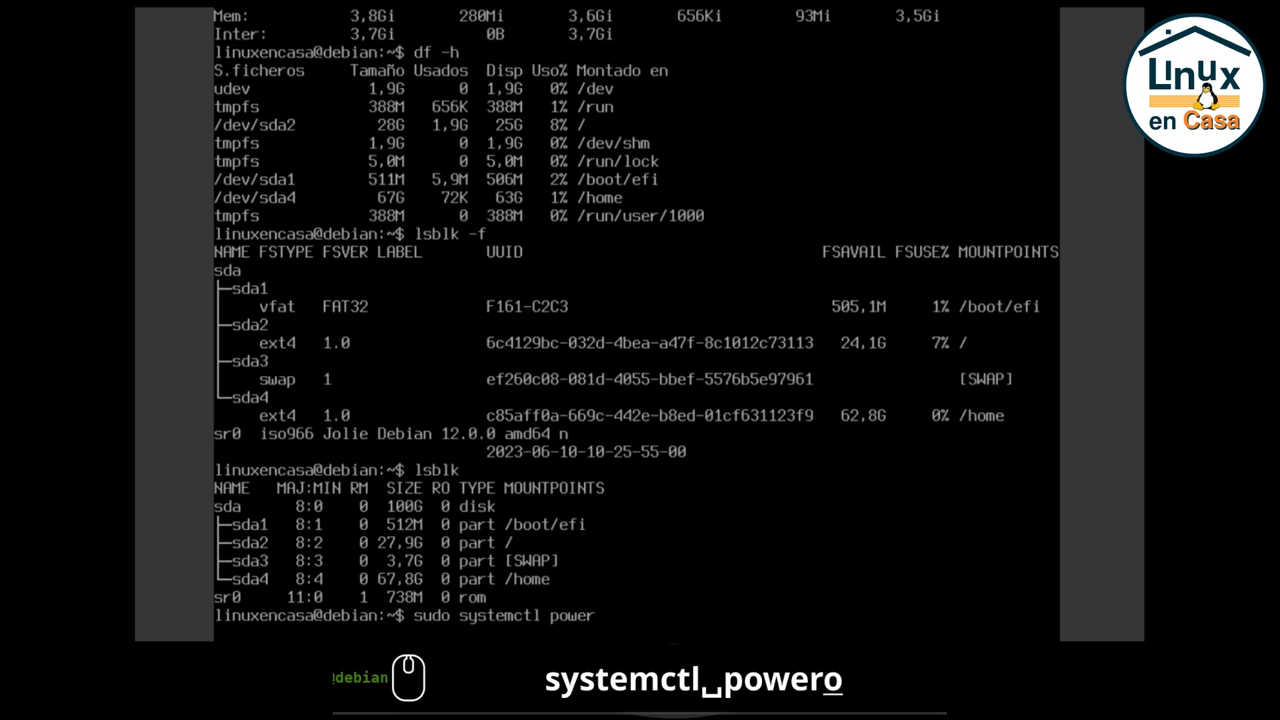 Mem: 3,8Gi 280Mi 3,6Gi 656Ki 93Mi 3,5Gi
Inter: 3,7Gi 0B 3,7Gi
linuxencasa@debian:~$ df -h
S.ficheros Tamaño Usados Disp Uso% Montado en
udev 1,9G 0 1,9G 0% /dev
tmpfs 388M 656K 388M 1% /run
/dev/sda2 28G 1,9G 25G 8% /
tmpfs 1,9G 0 1,9G 0% /dev/shm
tmpfs 5,0M 0 5,0M 0% /run/lock
/dev/sda1 511M 5,9M 506M 2% /boot/efi
/dev/sda4 67G 72K 63G 1% /home
tmpfs 388M 0 388M 0% /run/user/1000
linuxencasa@debian:~$ lsblk -f
NAME FSTYPE FSVER LABEL UUID FSAVAIL FSUSE% MOUNTPOINTS
sda
├─sda1
│ vfat FAT32 F161-C2C3 505,1M 1% /boot/efi
├─sda2
│ ext4 1.0 6c4129bc-032d-4bea-a47f-8c1012c73113 24,1G 7% /
├─sda3
│ swap 1 ef260c08-081d-4055-bbef-5576b5e97961 [SWAP]
└─sda4
ext4 1.0 c85aff0a-669c-442e-b8ed-01cf631123f9 62,8G 0% /home
sr0 iso966 Jolie Debian 12.0.0 amd64 n
2023-06-10-10-25-55-00
linuxencasa@debian:~$ lsblk
NAME MAJ:MIN RM SIZE RO TYPE MOUNTPOINTS
sda 8:0 0 100G 0 disk
├─sda1 8:1 0 512M 0 part /boot/efi
├─sda2 8:2 0 27,9G 0 part /
├─sda3 8:3 0 3,7G 0 part [SWAP]
└─sda4 8:4 0 67,8G 0 part /home
sr0 11:0 1 738M 0 rom
linuxencasa@debian:~$ sudo systemctl power
Linux
en Casa
@debian
systemctl␣powero